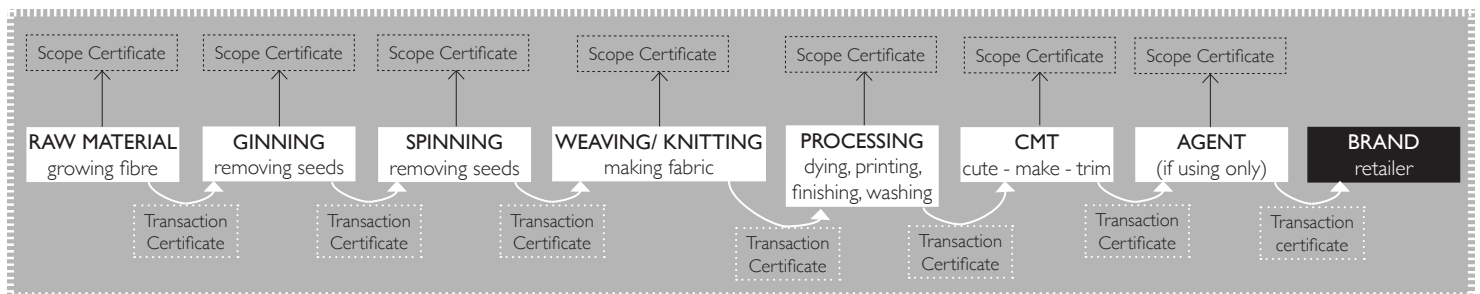 Scope Certificate
Scope Certificate
Scope Certificate
Scope Certificate
Scope Certificate
Scope Certificate
Scope Certificate
RAW MATERIAL
growing fibre
GINNING
removing seeds
SPINNING
removing seeds
WEAVING/ KNITTING
making fabric
PROCESSING
dying, printing,
finishing, washing
CMT
cute - make - trim
AGENT
(if using only)
BRAND
retailer
Transaction
Certificate
Transaction
Certificate
Transaction
Certificate
Transaction
Certificate
Transaction
Certificate
Transaction
Certificate
Transaction
certificate